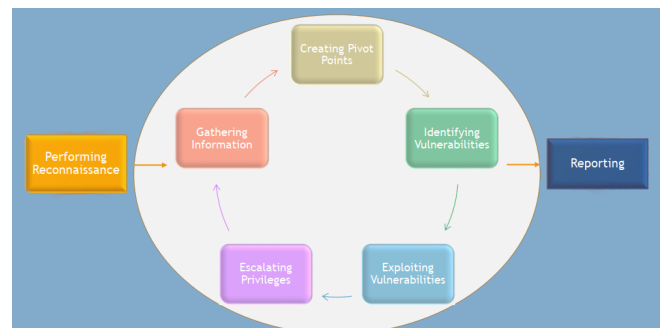 Creating Pivot
Points
Gathering
Information
Identifying
Vulnerabilities
Performing
Reconnaissance
Reporting
Escalating
Privileges
Exploiting
Vulnerabilities